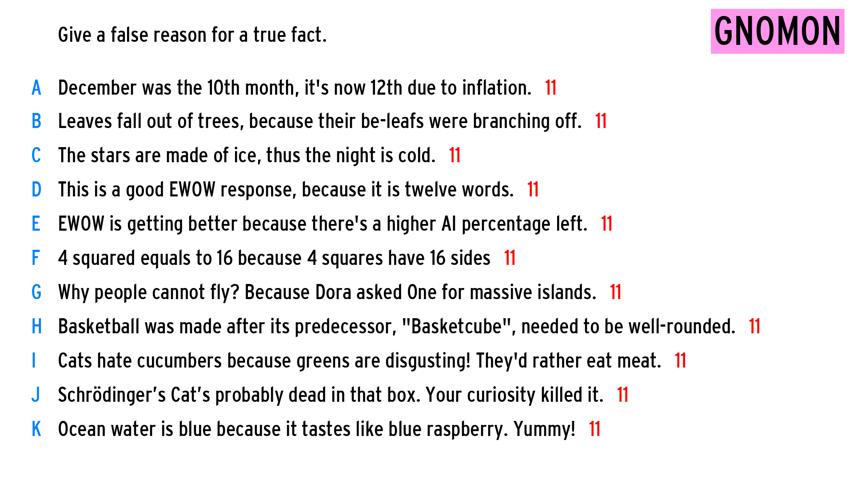 Give a false reason for a true fact.
GNOMON
A December was the 10th month, it's now 12th due to inflation. 11
B Leaves fall out of trees, because their be-leafs were branching off. 11
C The stars are made of ice, thus the night is cold. 11
D This is a good EWOW response, because it is twelve words. 11
E EWOW is getting better because there's a higher AI percentage left. 11
F 4 squared equals to 16 because 4 squares have 16 sides 11
G Why people cannot fly? Because Dora asked One for massive islands. 11
H Basketball was made after its predecessor, "Basketcube", needed to be well-rounded. 11
I Cats hate cucumbers because greens are disgusting! They'd rather eat meat. 11
J Schrödinger’s Cat’s probably dead in that box. Your curiosity killed it. 11
K Ocean water is blue because it tastes like blue raspberry. Yummy! 11